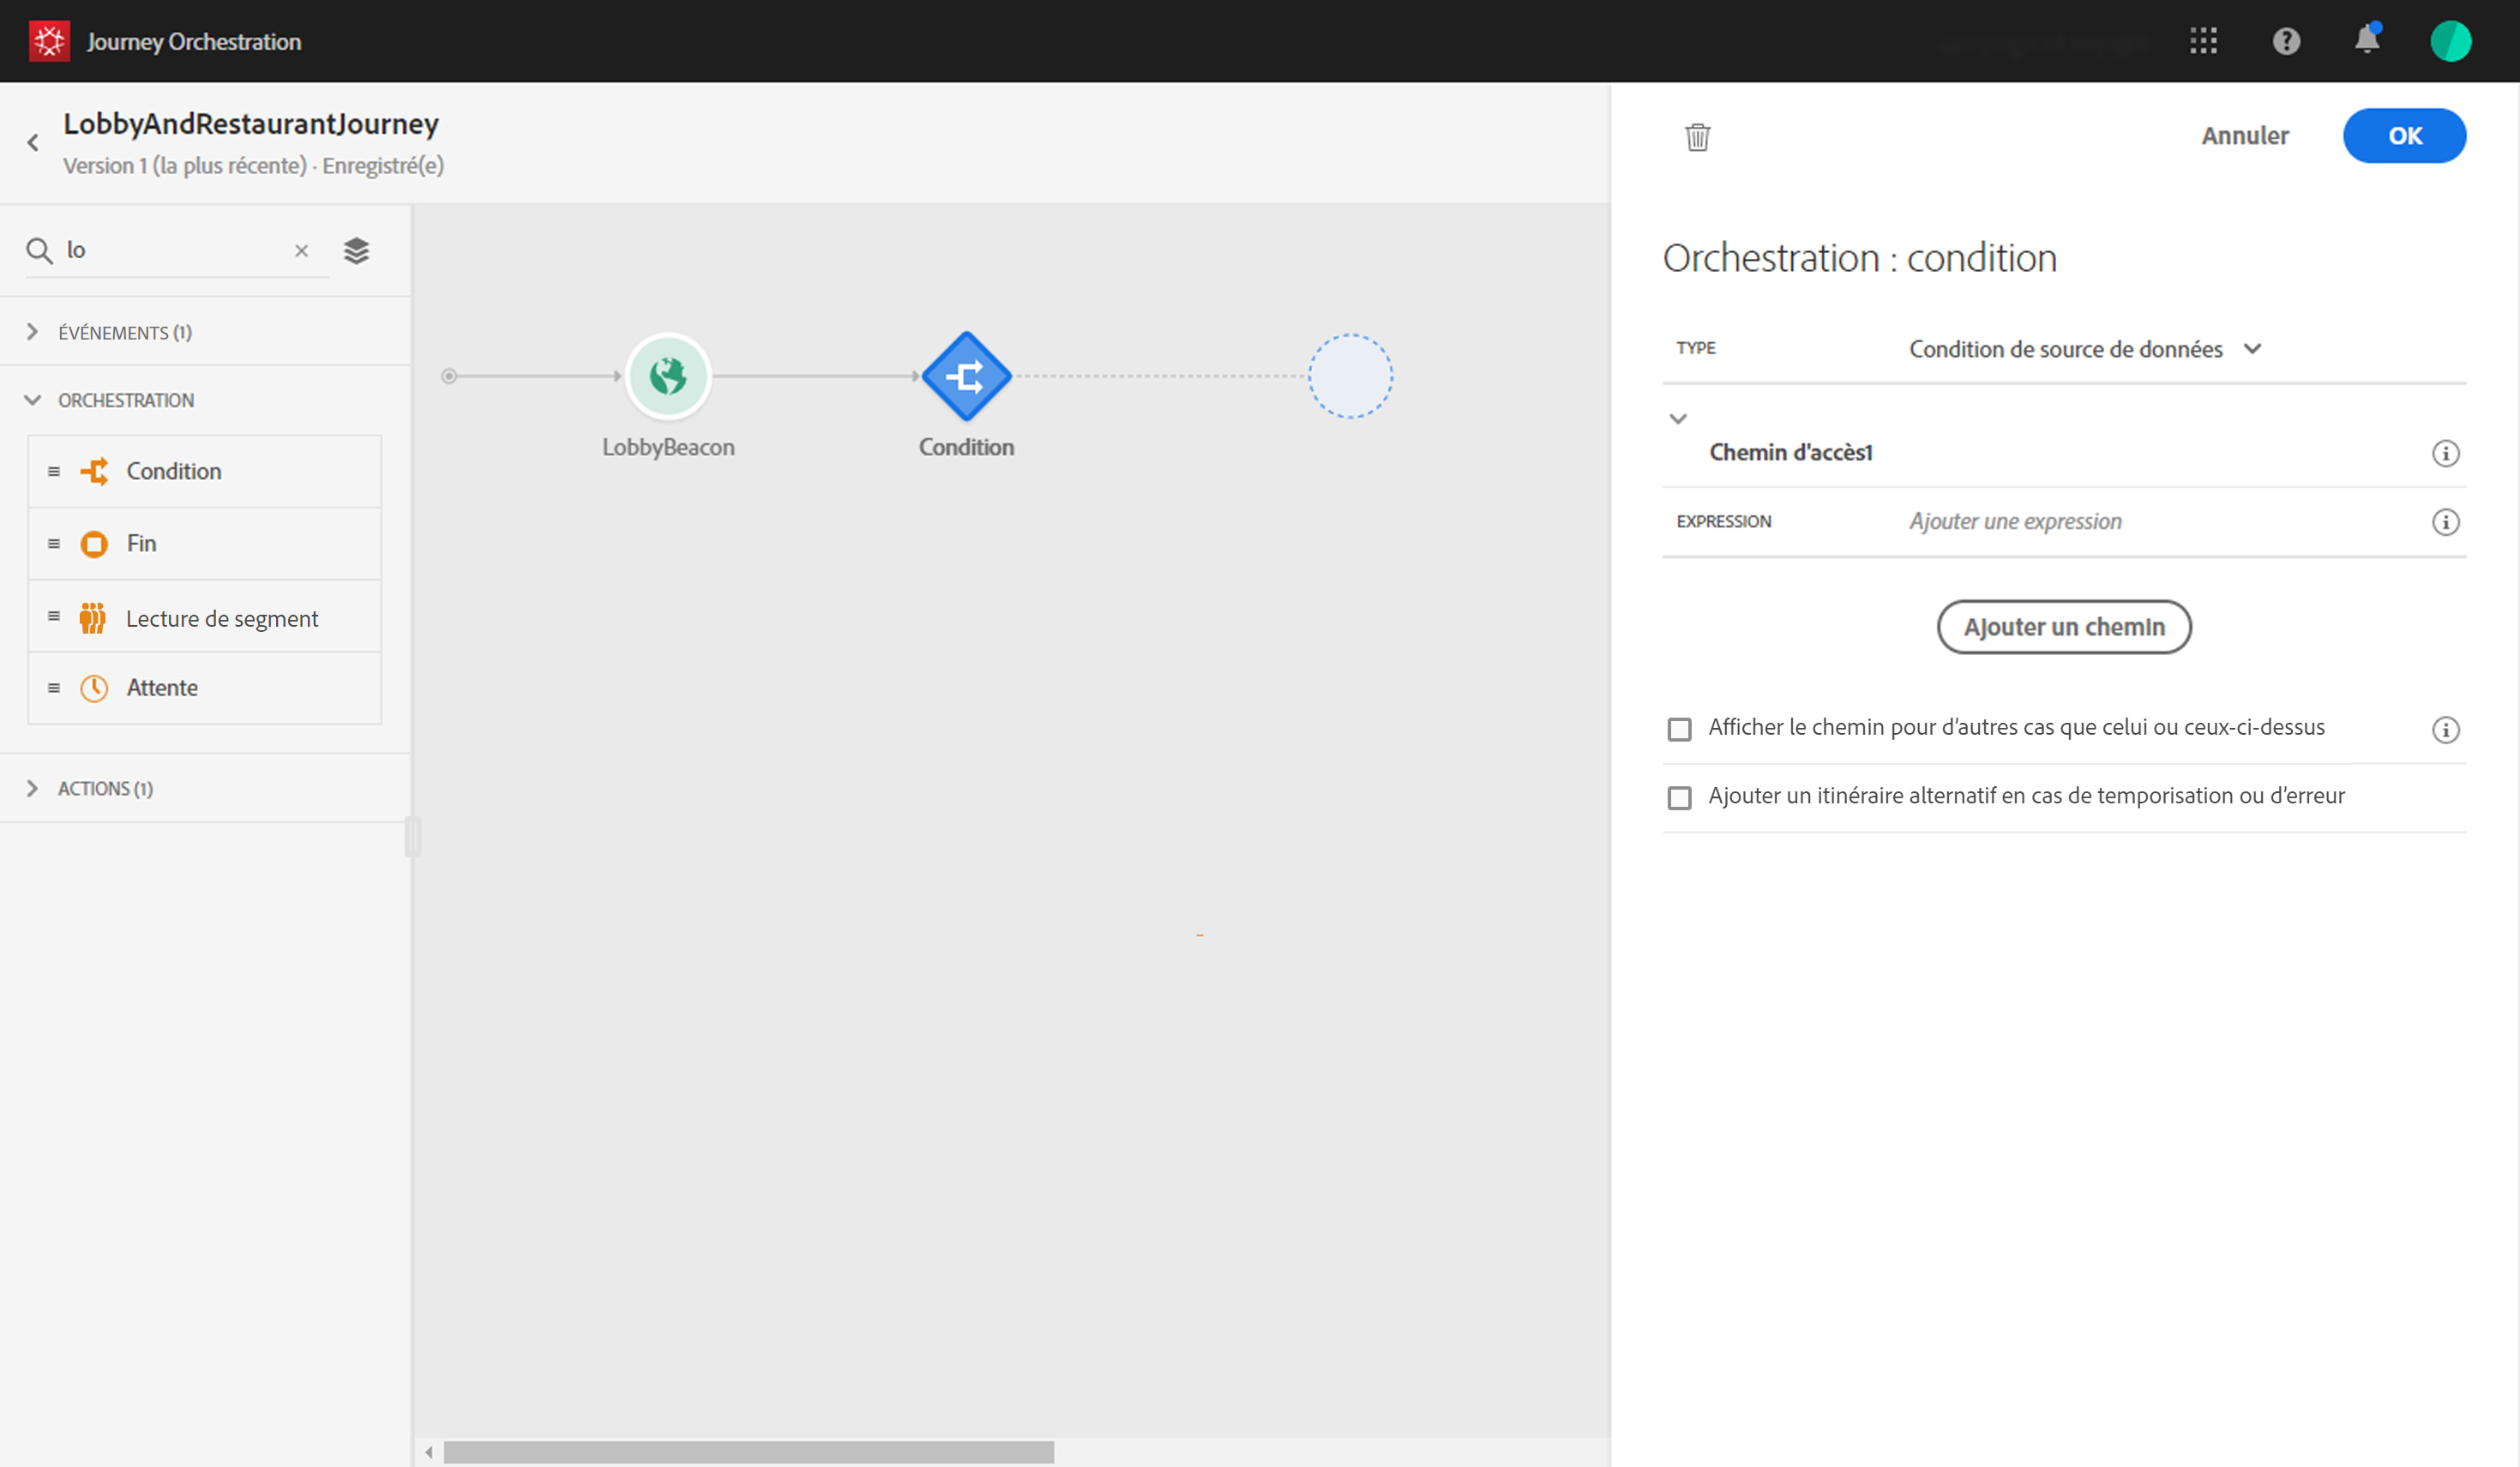 Journey Orchestration
LobbyAndRestaurantJourney
Version 1 (la plus récente) · Enregistré(e)
Annuler
OK
lo
ÉVÉNEMENTS (1)
ORCHESTRATION
Condition
Fin
Lecture de segment
Attente
ACTIONS (1)
LobbyBeacon
Condition
Orchestration : condition
TYPE
Condition de source de données
Chemin d'accès1
EXPRESSION
Ajouter une expression
Ajouter un chemin
Afficher le chemin pour d’autres cas que celui ou ceux-ci-dessus
Ajouter un itinéraire alternatif en cas de temporisation ou d’erreur